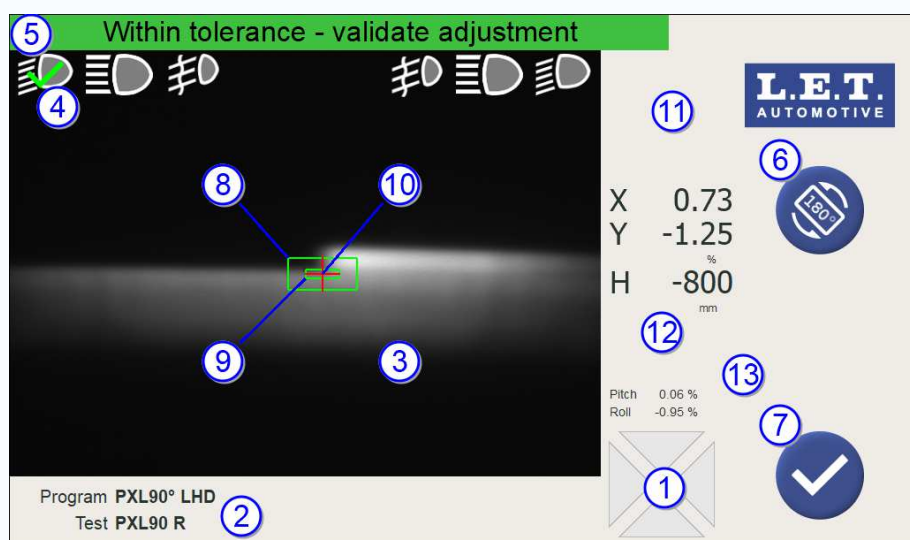 Within tolerance - validate adjustment
5
4
L.E.T.
AUTOMOTIVE
11
6
180°
8
10
X 0.73
Y -1.25
%
H -800
mm
12
9
3
13
Pitch 0.06 %
Roll -0.95 %
7
1
Program PXL90° LHD
Test PXL90 R
2